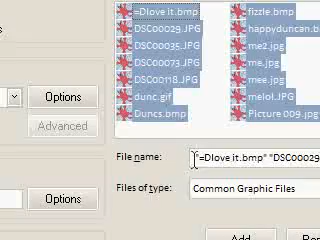 =Dlove it.bmp
fizzle.bmp
DSC00029.JPG
happyduncan.b
DSC00035.JPG
me2.jpg
DSC00073.JPG
me.jpg
Options
DSC00118.JPG
mee.jpg
dunc.gif
melol.JPG
Advanced
Duncs.bmp
Picture 009.jpg
File name:
"=Dlove it.bmp" "DSC00029
Files of type:
Common Graphic Files
Options
Add